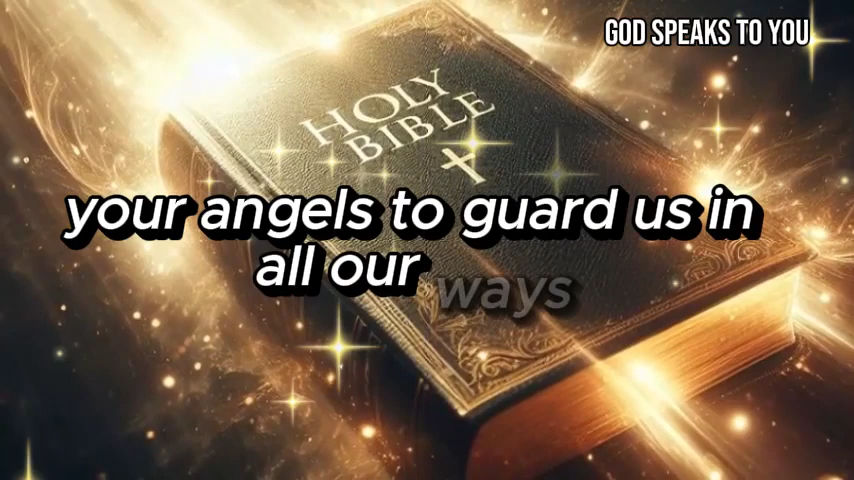 GOD SPEAKS TO YOU
HOLY
BIBLE
your angels to guard us in
all our ways